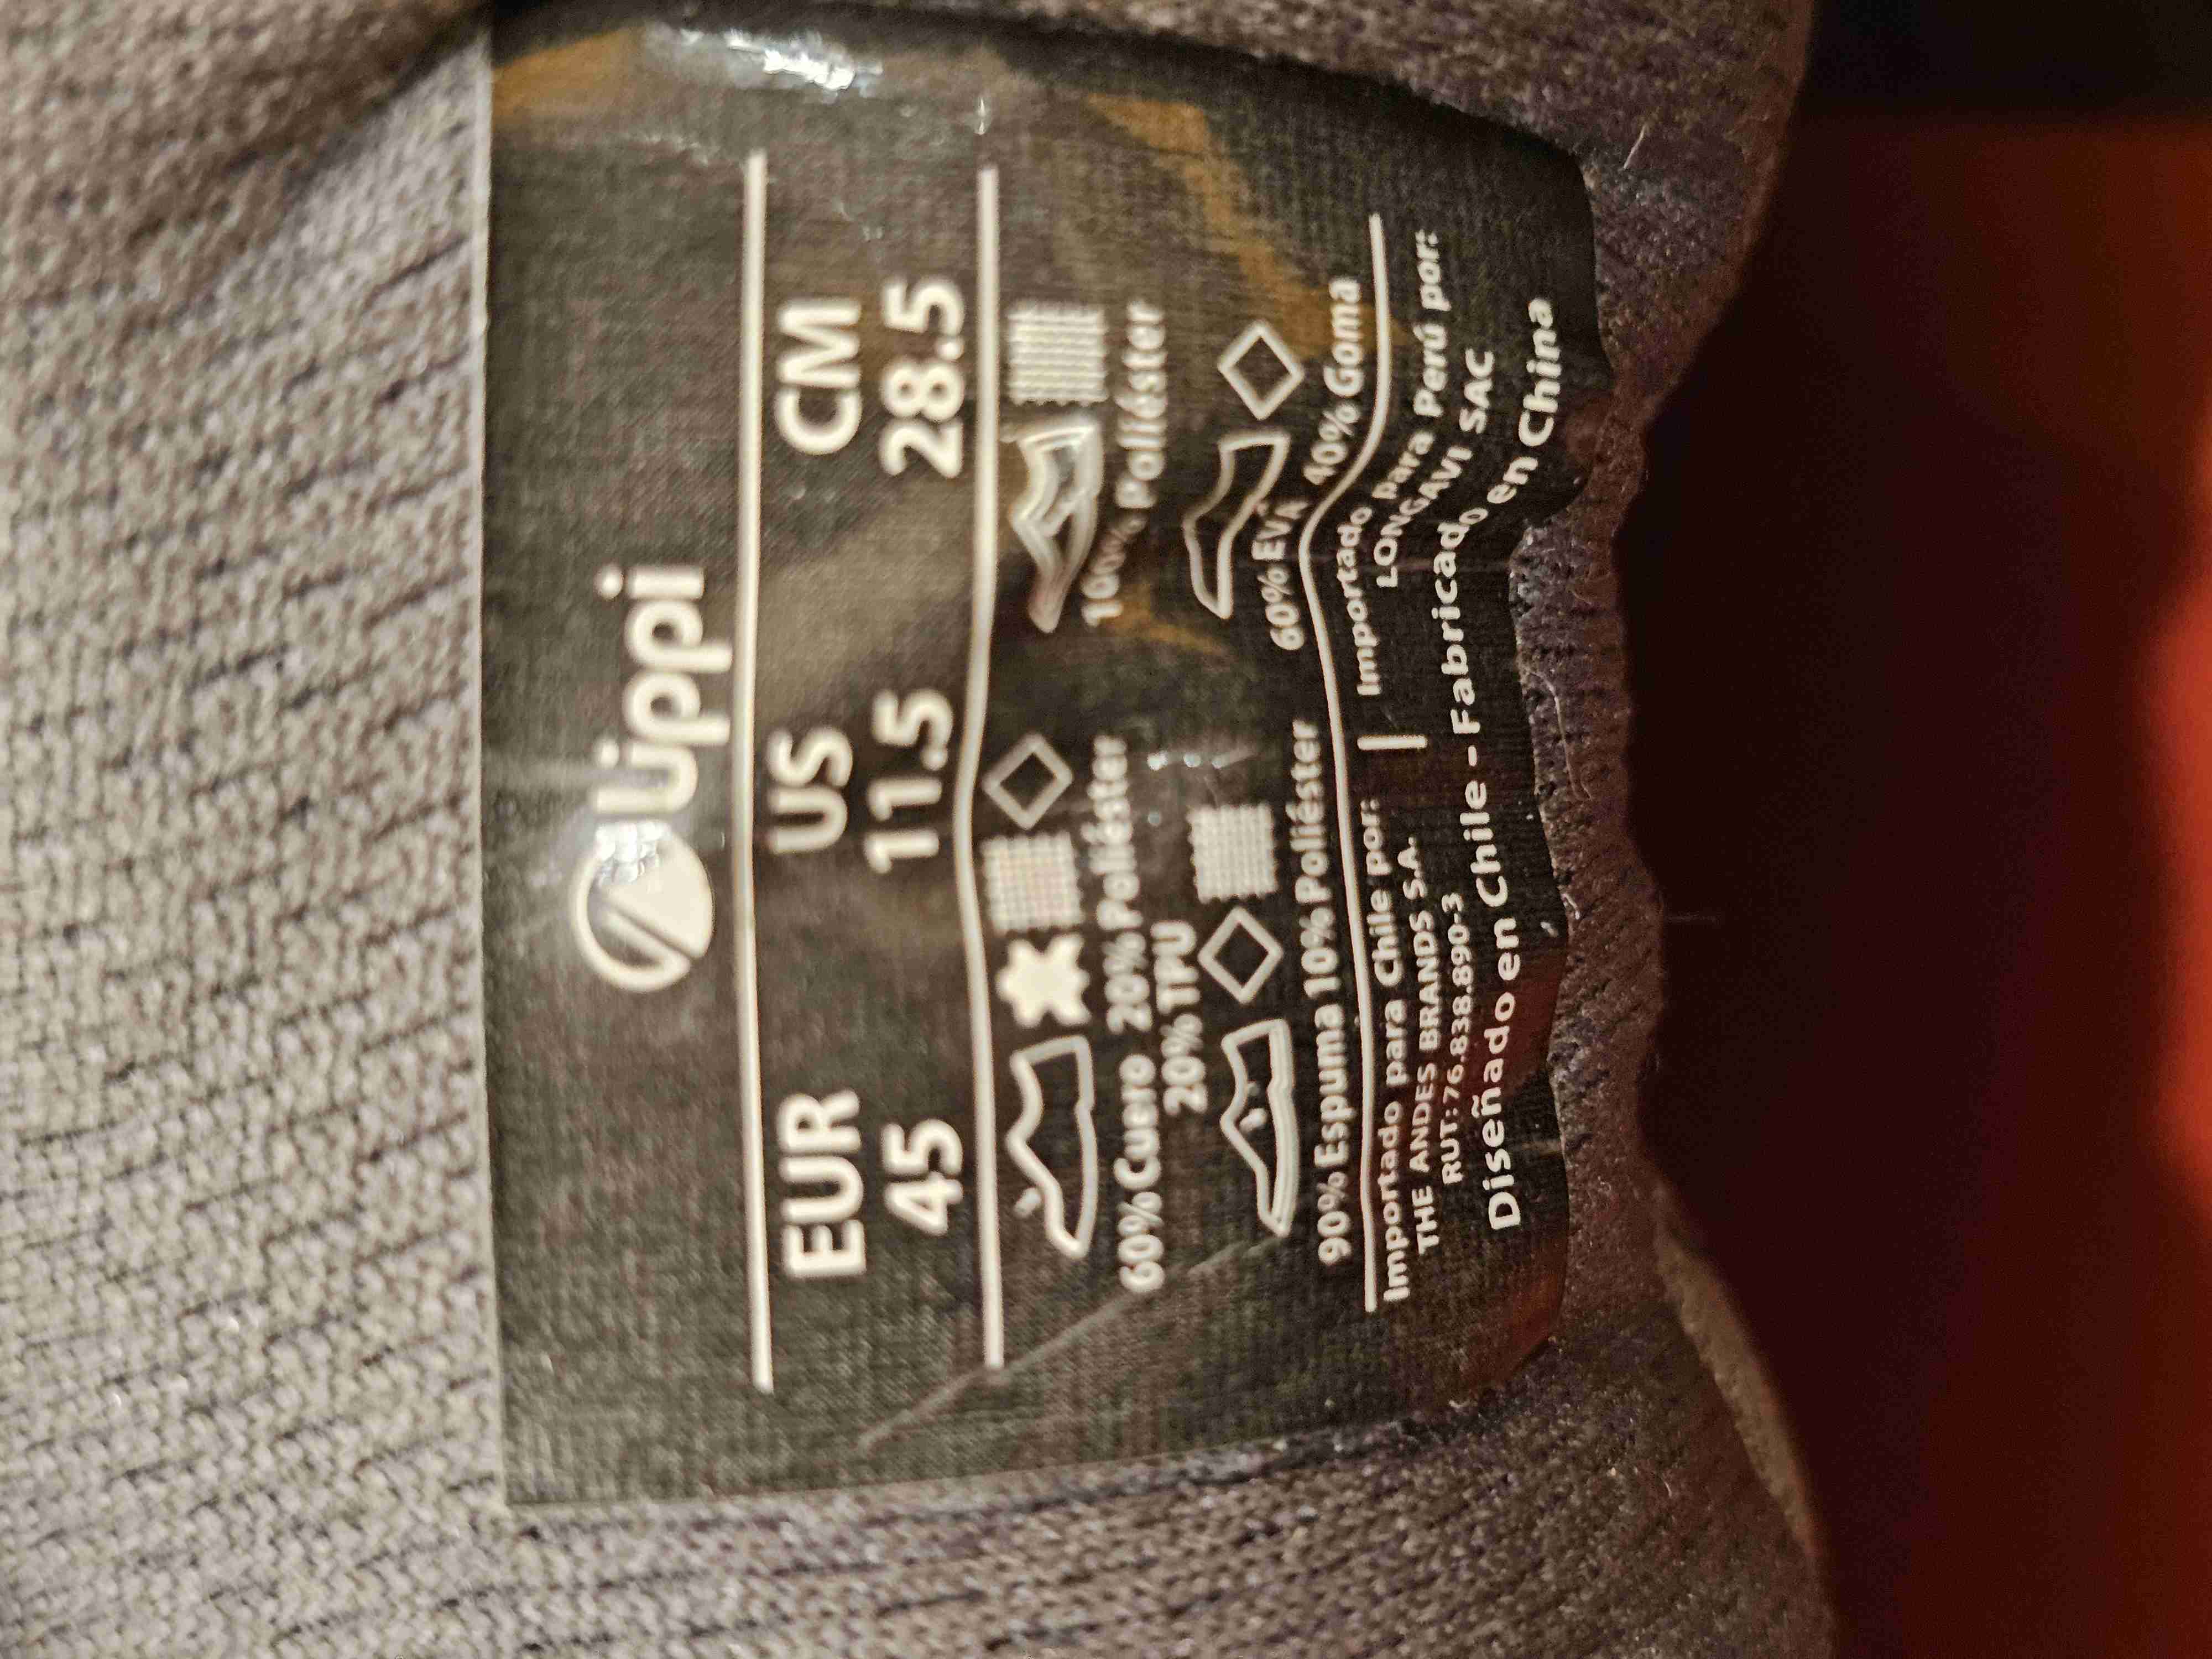 lippi
EUR US CM
45 11.5 28.5
60% Cuero 20% Poliéster
20% TPU
100% Poliéster
90% Espuma 10% Poliéster
60% EVA 40% Goma
Importado para Chile por:
THE ANDES BRANDS S.A.
RUT:76.838.890-3
Importado para Perú por:
LONGAVI SAC
Diseñado en Chile - Fabricado en China